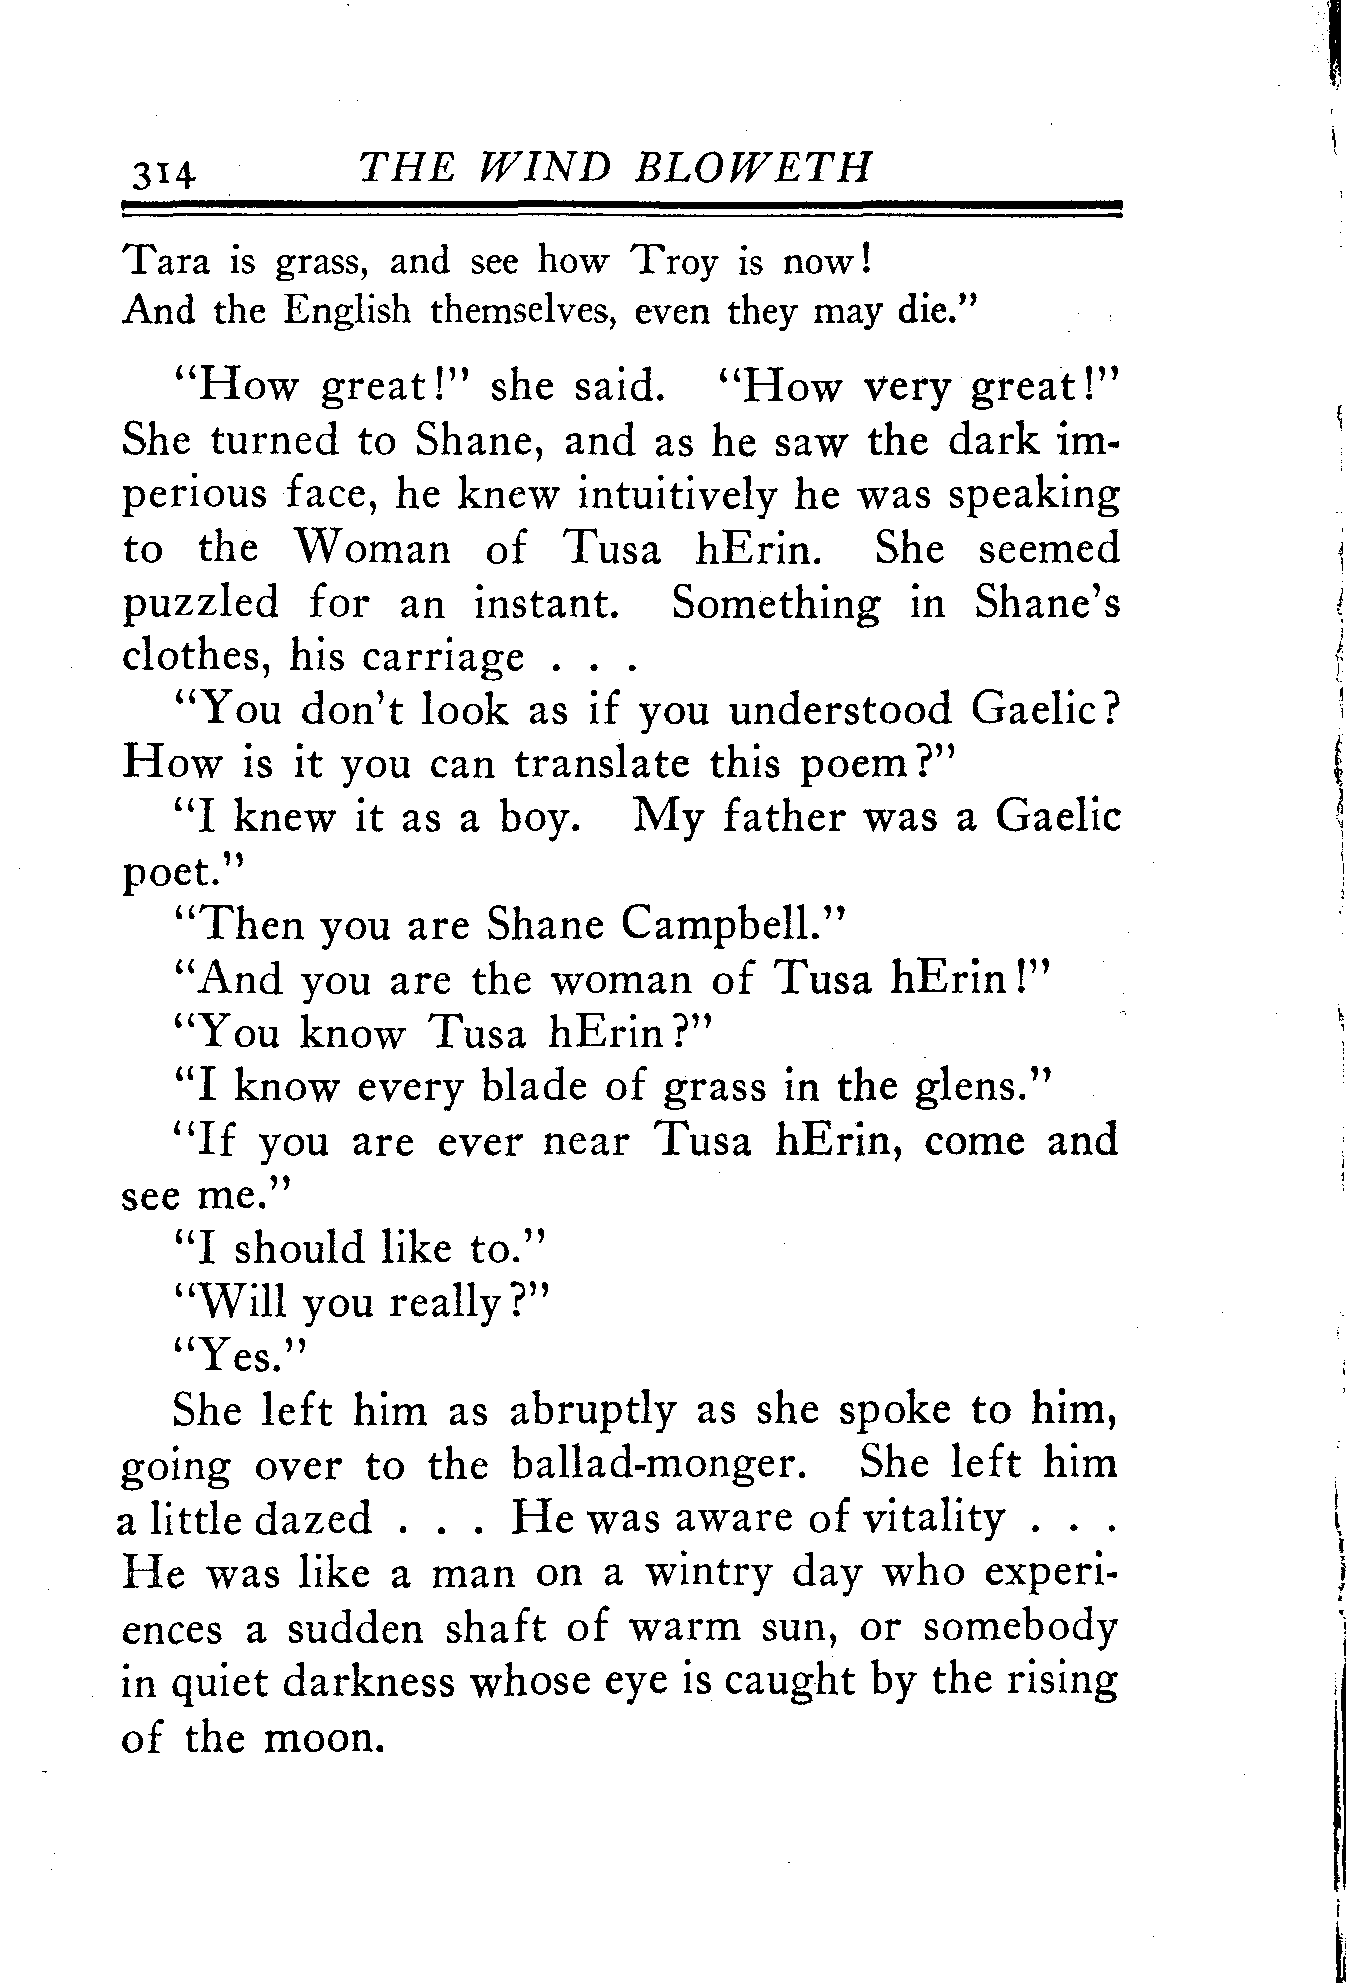 314 THE WIND BLOWETH
Tara is grass, and see how Troy is now!
And the English themselves, even they may die."
"How great!" she said. "How very great!"
She turned to Shane, and as he saw the dark im-
perious face, he knew intuitively he was speaking
to the Woman of Tusa hErin. She seemed
puzzled for an instant. Something in Shane's
clothes, his carriage . . .
"You don't look as if you understood Gaelic?
How is it you can translate this poem?"
"I knew it as a boy. My father was a Gaelic
poet."
"Then you are Shane Campbell."
"And you are the woman of Tusa hErin!"
"You know Tusa hErin?"
"I know every blade of grass in the glens."
"If you are ever near Tusa hErin, come and
see me."
"I should like to."
"Will you really?"
"Yes."
She left him as abruptly as she spoke to him,
going over to the ballad-monger. She left him
a little dazed . . . He was aware of vitality . . .
He was like a man on a wintry day who experi-
ences a sudden shaft of warm sun, or somebody
in quiet darkness whose eye is caught by the rising
of the moon.